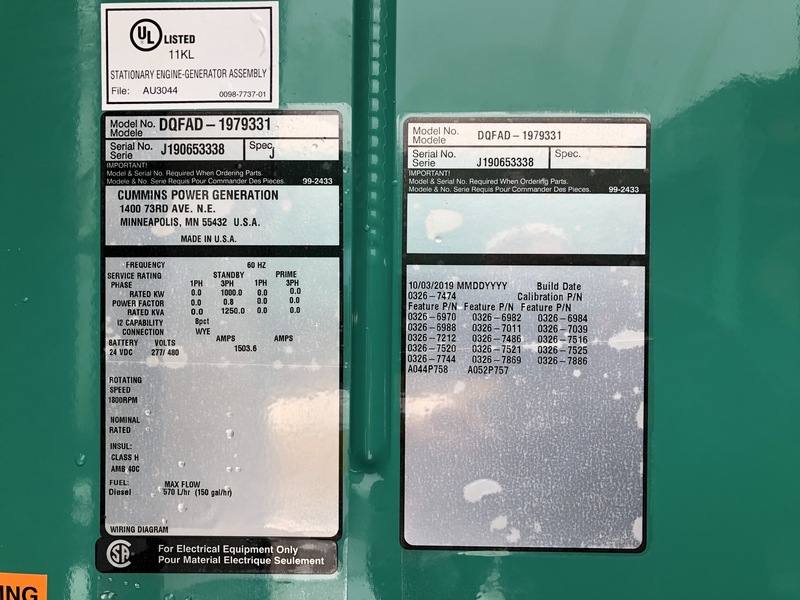 UL LISTED
11KL
STATIONARY ENGINE-GENERATOR ASSEMBLY
File: AU3044 0098-7737-01
Model No. DQFAD-1979331
Modele
Serial No. J190653338 Spec. J
Serie
IMPORTANT!
Model & Serial No. Required When Ordering Parts.
Modele & No. Serie Requis Pour Commander Des Pieces. 99-2433
CUMMINS POWER GENERATION
1400 73RD AVE. N.E.
MINNEAPOLIS, MN 55432 U.S.A.
MADE IN U.S.A.
FREQUENCY 60 HZ
SERVICE RATING STANDBY PRIME
PHASE 1PH 3PH 1PH 3PH
RATED KW 0.0 1000.0 0.0 0.0
POWER FACTOR 0.0 0.8 0.0 0.0
RATED KVA 0.0 1250.0 0.0 0.0
I2 CAPABILITY 8pct
CONNECTION WYE
BATTERY VOLTS AMPS AMPS
24 VDC 277/480 1503.6
ROTATING
SPEED
1800RPM
NOMINAL
RATED
INSUL:
CLASS H
AMB 40C
FUEL: MAX FLOW
Diesel 570 L/hr (150 gal/hr)
WIRING DIAGRAM
SA For Electrical Equipment Only
Pour Material Electrique Seulement
Model No. DQFAD-1979331
Modele
Serial No. J190653338 Spec.
Serie
IMPORTANT!
Model & Serial No. Required When Ordering Parts.
Modele & No. Serie Requis Pour Commander Des Pieces. 99-2433
10/03/2019 MMDDYYYY Build Date
0326-7474 Calibration P/N
Feature P/N Feature P/N Feature P/N
0326-6970 0326-6982 0326-6984
0326-6988 0326-7011 0326-7039
0326-7212 0326-7486 0326-7516
0326-7520 0326-7521 0326-7525
0326-7744 0326-7869 0326-7886
A044P758 A052P757
NING